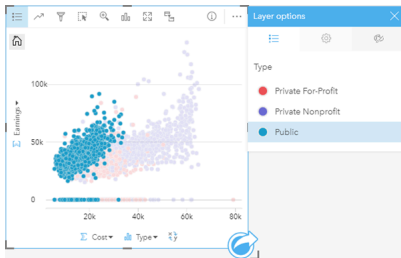 Layer options
Type
Private For-Profit
Private Nonprofit
Public
100k
50k
0
Earnings
20k
40k
60k
80k
Cost
Type